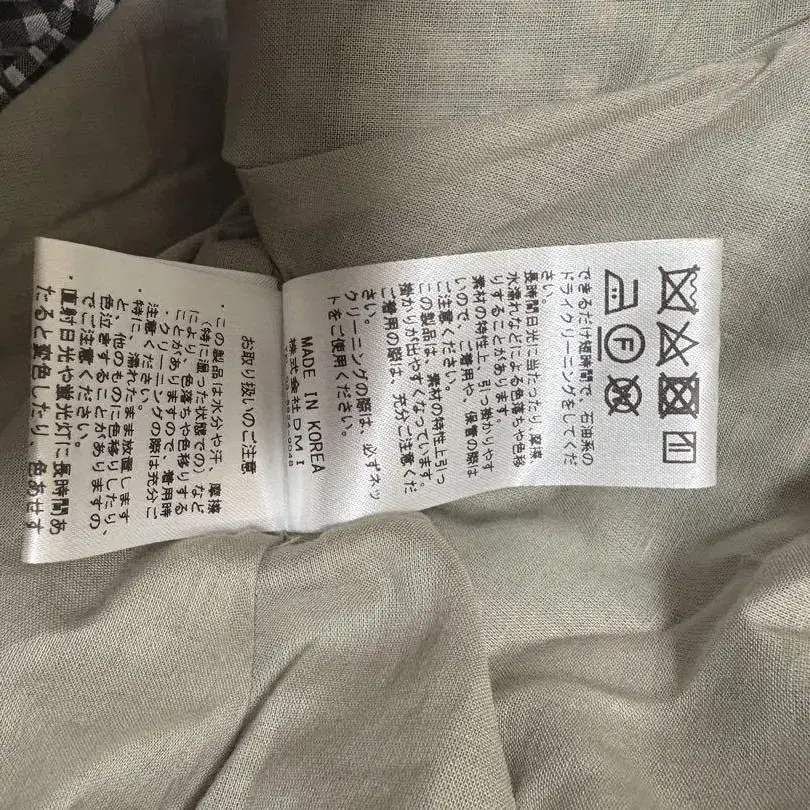 F
できるだけ短時間で、石油系の
ドライクリーニングをしてくだ
さい。
長時間日光に当たったり、摩擦、
水濡れなどによる色落ちや色移
りすることがあります。
素材の特性上、引っ掛かりやす
いので、ご着用や、保管の際は
ご注意ください。
この製品は、素材の特性上引っ
掛かりが出やすくなっています。
ご着用の際は、充分ご注意くだ
さい。
クリーニングの際は、必ずネッ
トをご使用ください。
MADE IN KOREA
株式会社DMI
お取り扱いのご注意
・この製品は水分や汗、摩擦
（特に湿った状態での）など
により、色落ちや色移りする
ことがありますので、着用時
・クリーニングの際は充分ご
注意ください。
・特に、濡れたまま放置します
と、他のものに色移りしたり、
色泣きすることがありますの
でご注意ください。
・直射日光や蛍光灯に長時間あ
たると変色したり、色あせす